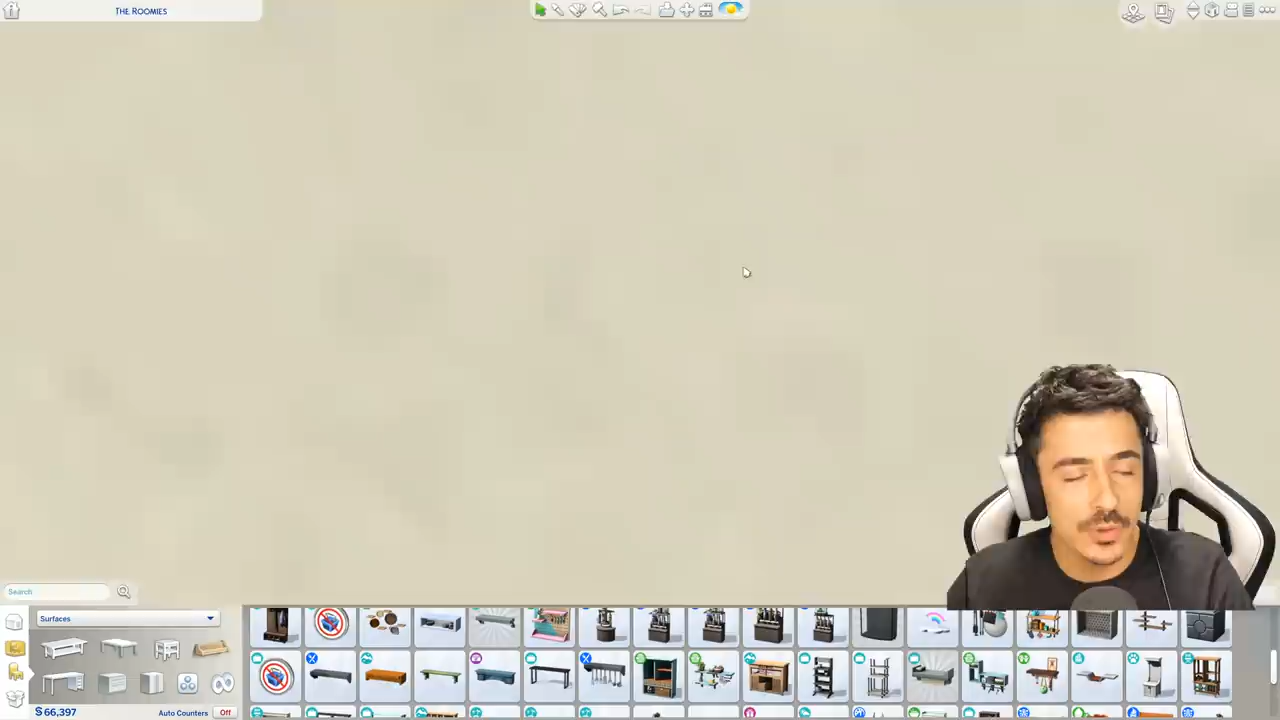 THE ROOMIES
Search
Surfaces
$66,397
Auto Counters
Off